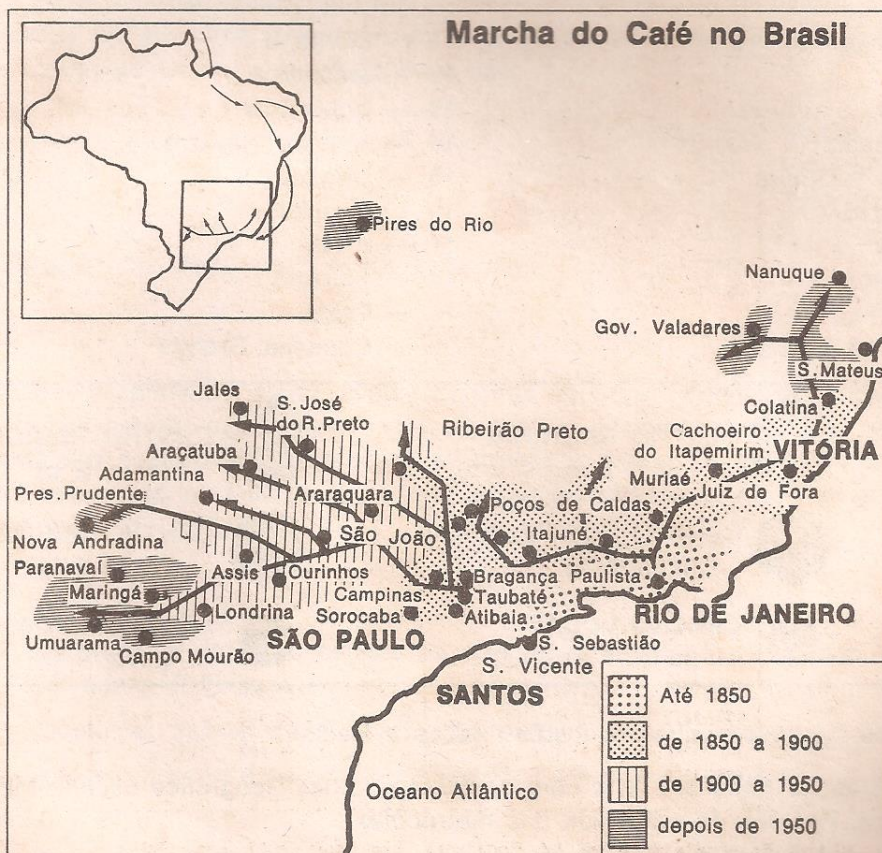 Marcha do Café no Brasil
Pires do Rio
Nanuque
Gov. Valadares
S. Mateus
Jales
S. José
do R. Preto
Ribeirão Preto
Colatina
Cachoeiro
do Itapemirim
VITÓRIA
Araçatuba
Adamantina
Araraquara
Muriaé
Juiz de Fora
Pres. Prudente
Poços de Caldas
São João
Itajuné
Nova Andradina
Paranavaí
Assis
Ourinhos
Campinas
Bragança Paulista
Maringá
Taubaté
Londrina
Sorocaba
Atibaia
RIO DE JANEIRO
Umuarama
SÃO PAULO
Campo Mourão
S. Sebastião
S. Vicente
SANTOS
Até 1850
de 1850 a 1900
de 1900 a 1950
depois de 1950
Oceano Atlântico